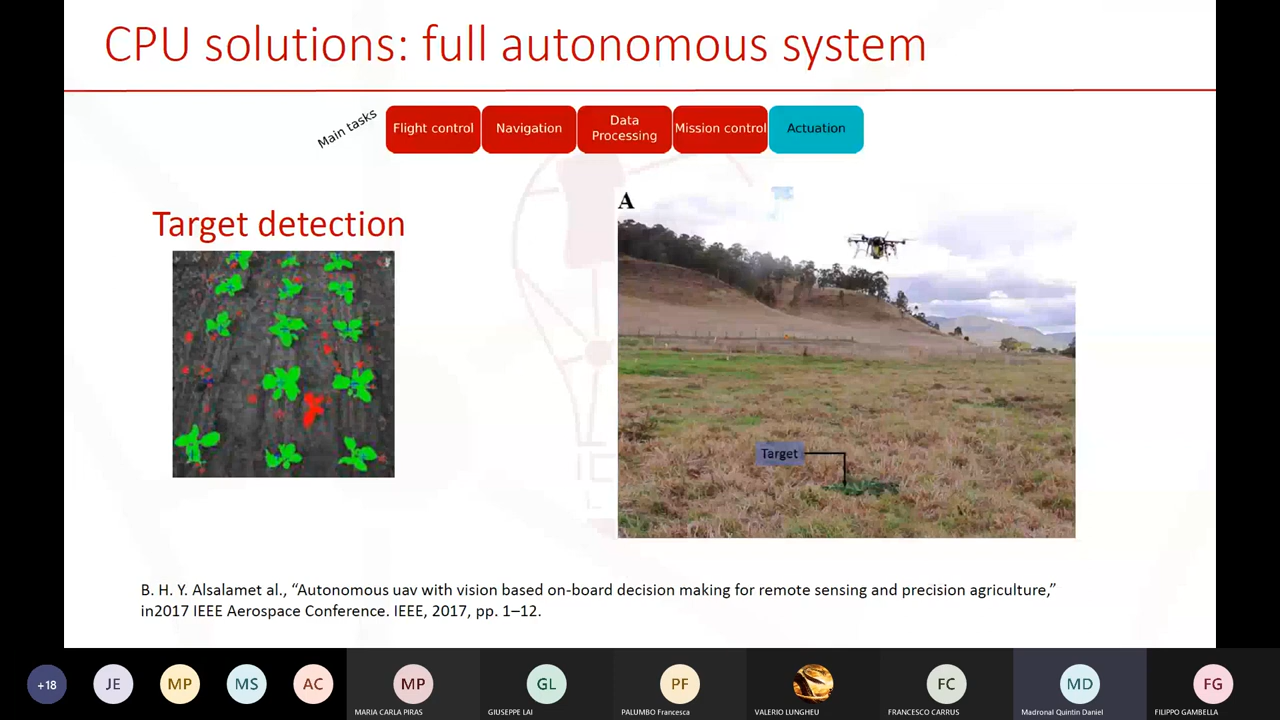 CPU solutions: full autonomous system
Main tasks
Flight control
Navigation
Data
Processing
Mission control
Actuation
Target detection
A
Target
B. H. Y. Alsalamet al., “Autonomous uav with vision based on-board decision making for remote sensing and precision agriculture,”
in2017 IEEE Aerospace Conference. IEEE, 2017, pp. 1–12.
+18
JE
MP
MS
AC
MP
GL
PF
FC
MD
FG
MARIA CARLA PIRAS
GIUSEPPE LAI
PALUMBO Francesca
VALERIO LUNGHEU
FRANCESCO CARRUS
Madronal Quintin Daniel
FILIPPO GAMBELLA